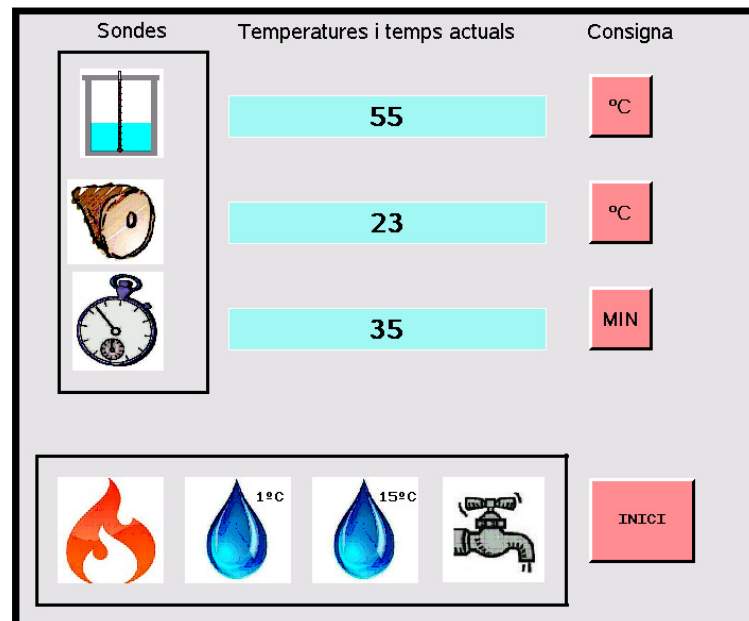 Sondes Temperatures i temps actuals Consigna
55 ºC
23 ºC
35 MIN
1ºC 15ºC
INICI